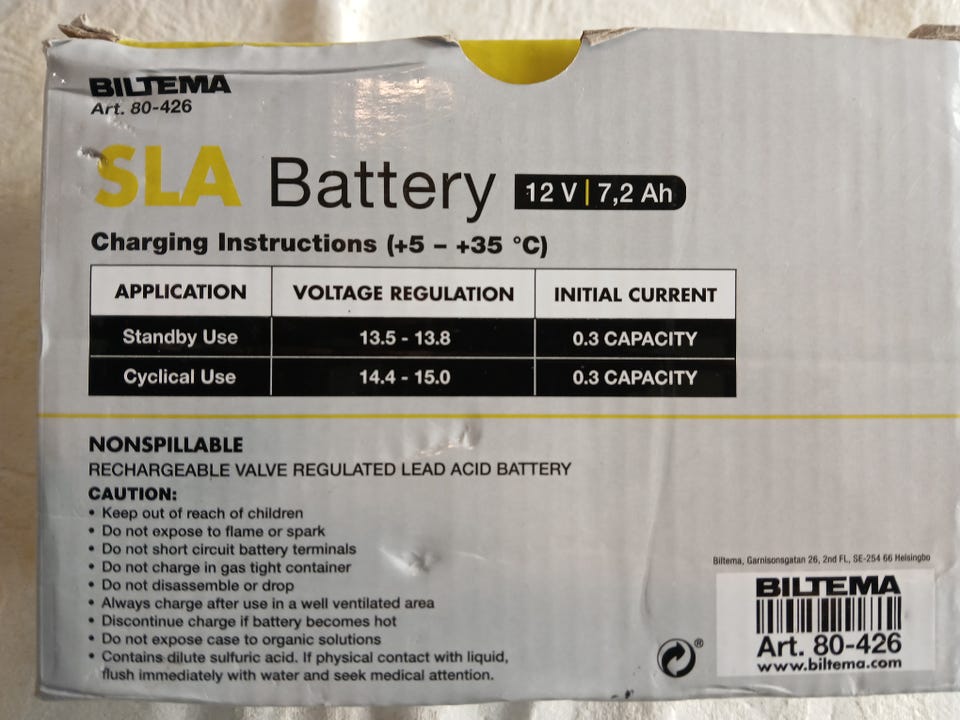 BILTEMA
Art. 80-426
SLA Battery 12 V | 7,2 Ah
Charging Instructions (+5 – +35 °C)
APPLICATION VOLTAGE REGULATION INITIAL CURRENT
Standby Use 13.5 - 13.8 0.3 CAPACITY
Cyclical Use 14.4 - 15.0 0.3 CAPACITY
NONSPILLABLE
RECHARGEABLE VALVE REGULATED LEAD ACID BATTERY
CAUTION:
• Keep out of reach of children
• Do not expose to flame or spark
• Do not short circuit battery terminals
• Do not charge in gas tight container
• Do not disassemble or drop
• Always charge after use in a well ventilated area
• Discontinue charge if battery becomes hot
• Do not expose case to organic solutions
• Contains dilute sulfuric acid. If physical contact with liquid,
flush immediately with water and seek medical attention.
®
Biltema, Garnisonsgatan 26, 2nd FL, SE-254 66 Helsingbo
BILTEMA
Art. 80-426
www.biltema.com